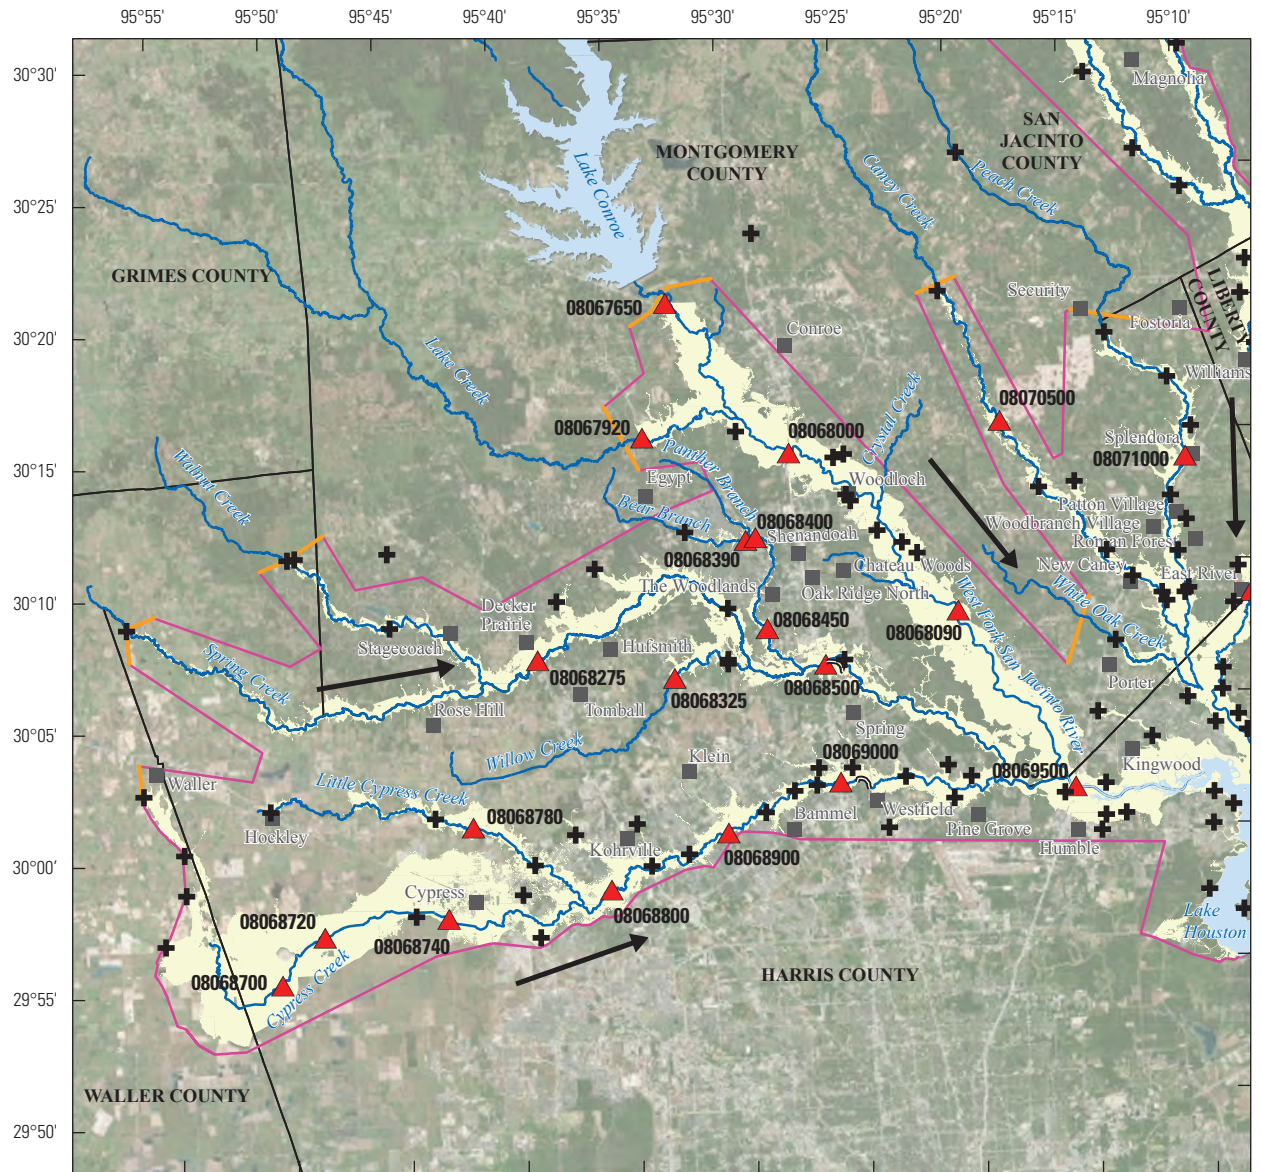 95°55' 95°50' 95°44' 95°40' 95°35' 95°30' 95°25' 95°20' 95°15' 95°10'
30°30'
30°25'
30°20'
30°15'
30°10'
30°05'
30°00'
29°55'
29°50'
Magnolia
SAN
JACINTO
COUNTY
MONTGOMERY
COUNTY
Lake Conroe
Caney Creek
Peach Creek
GRIMES COUNTY
LIBERTY
COUNTY
Security
Fostoria
08067650
Conroe
Lake Creek
Williams
Crystal Creek
08070500
08067920
08068000
Splendora
08071000
Walnut Creek
Panther Branch
Egypt
Woodloch
Bear Branch
Patton Village
08068400
Woodbranch Village
Shenandoah
Roman Forest
08068390
Chateau Woods
New Caney
East River
The Woodlands
Oak Ridge North
White Oak Creek
Decker
Prairie
08068450
West Fork San Jacinto River
08068090
Stagecoach
Hufsmith
Spring Creek
08068275
08068500
Porter
08068325
Rose Hill
Tomball
Spring
Willow Creek
Klein
08069000
08069500
Kingwood
Waller
Little Cypress Creek
08068780
Bammel
Westfield
Pine Grove
Hockley
Kohrville
Humble
08068900
Cypress
08068800
Lake
Houston
08068720
08068740
HARRIS COUNTY
08068700
Cypress Creek
WALLER COUNTY